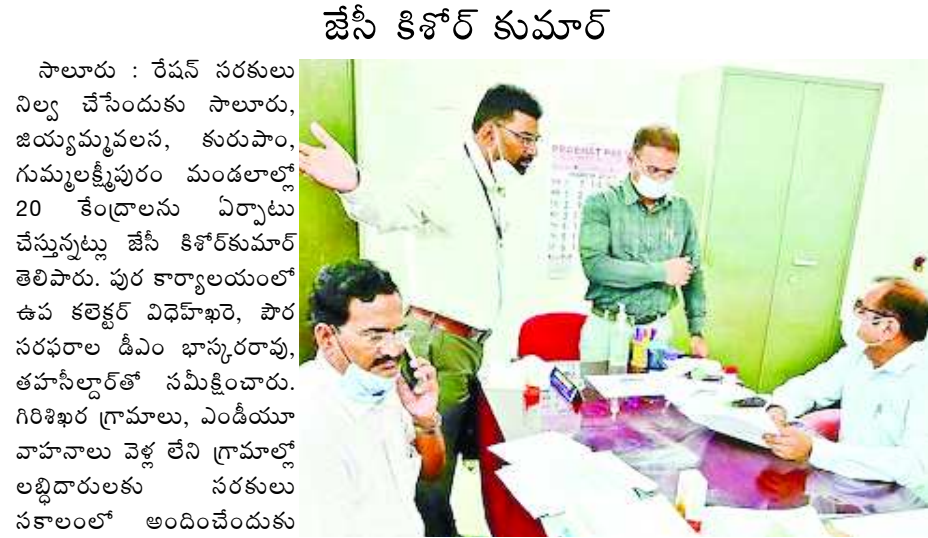 జేసీ కిశోర్ కుమార్
సాలూరు : రేషన్ సరకులు
నిల్వ చేసేందుకు సాలూరు,
జియ్యమ్మవలస, కురుపాం,
గుమ్మలక్ష్మీపురం మండలాల్లో
20 కేంద్రాలను ఏర్పాటు
చేస్తున్నట్లు జేసీ కిశోర్‌కుమార్
తెలిపారు. పుర కార్యాలయంలో
ఉప కలెక్టర్ విధెహ్‌ఖరె, పౌర
సరఫరాల డీఎం భాస్కరరావు,
తహసీల్దార్‌తో సమీక్షించారు.
గిరిశిఖర గ్రామాలు, ఎండీయూ
వాహనాలు వెళ్ల లేని గ్రామాల్లో
లబ్ధిదారులకు సరకులు
సకాలంలో అందించేందుకు